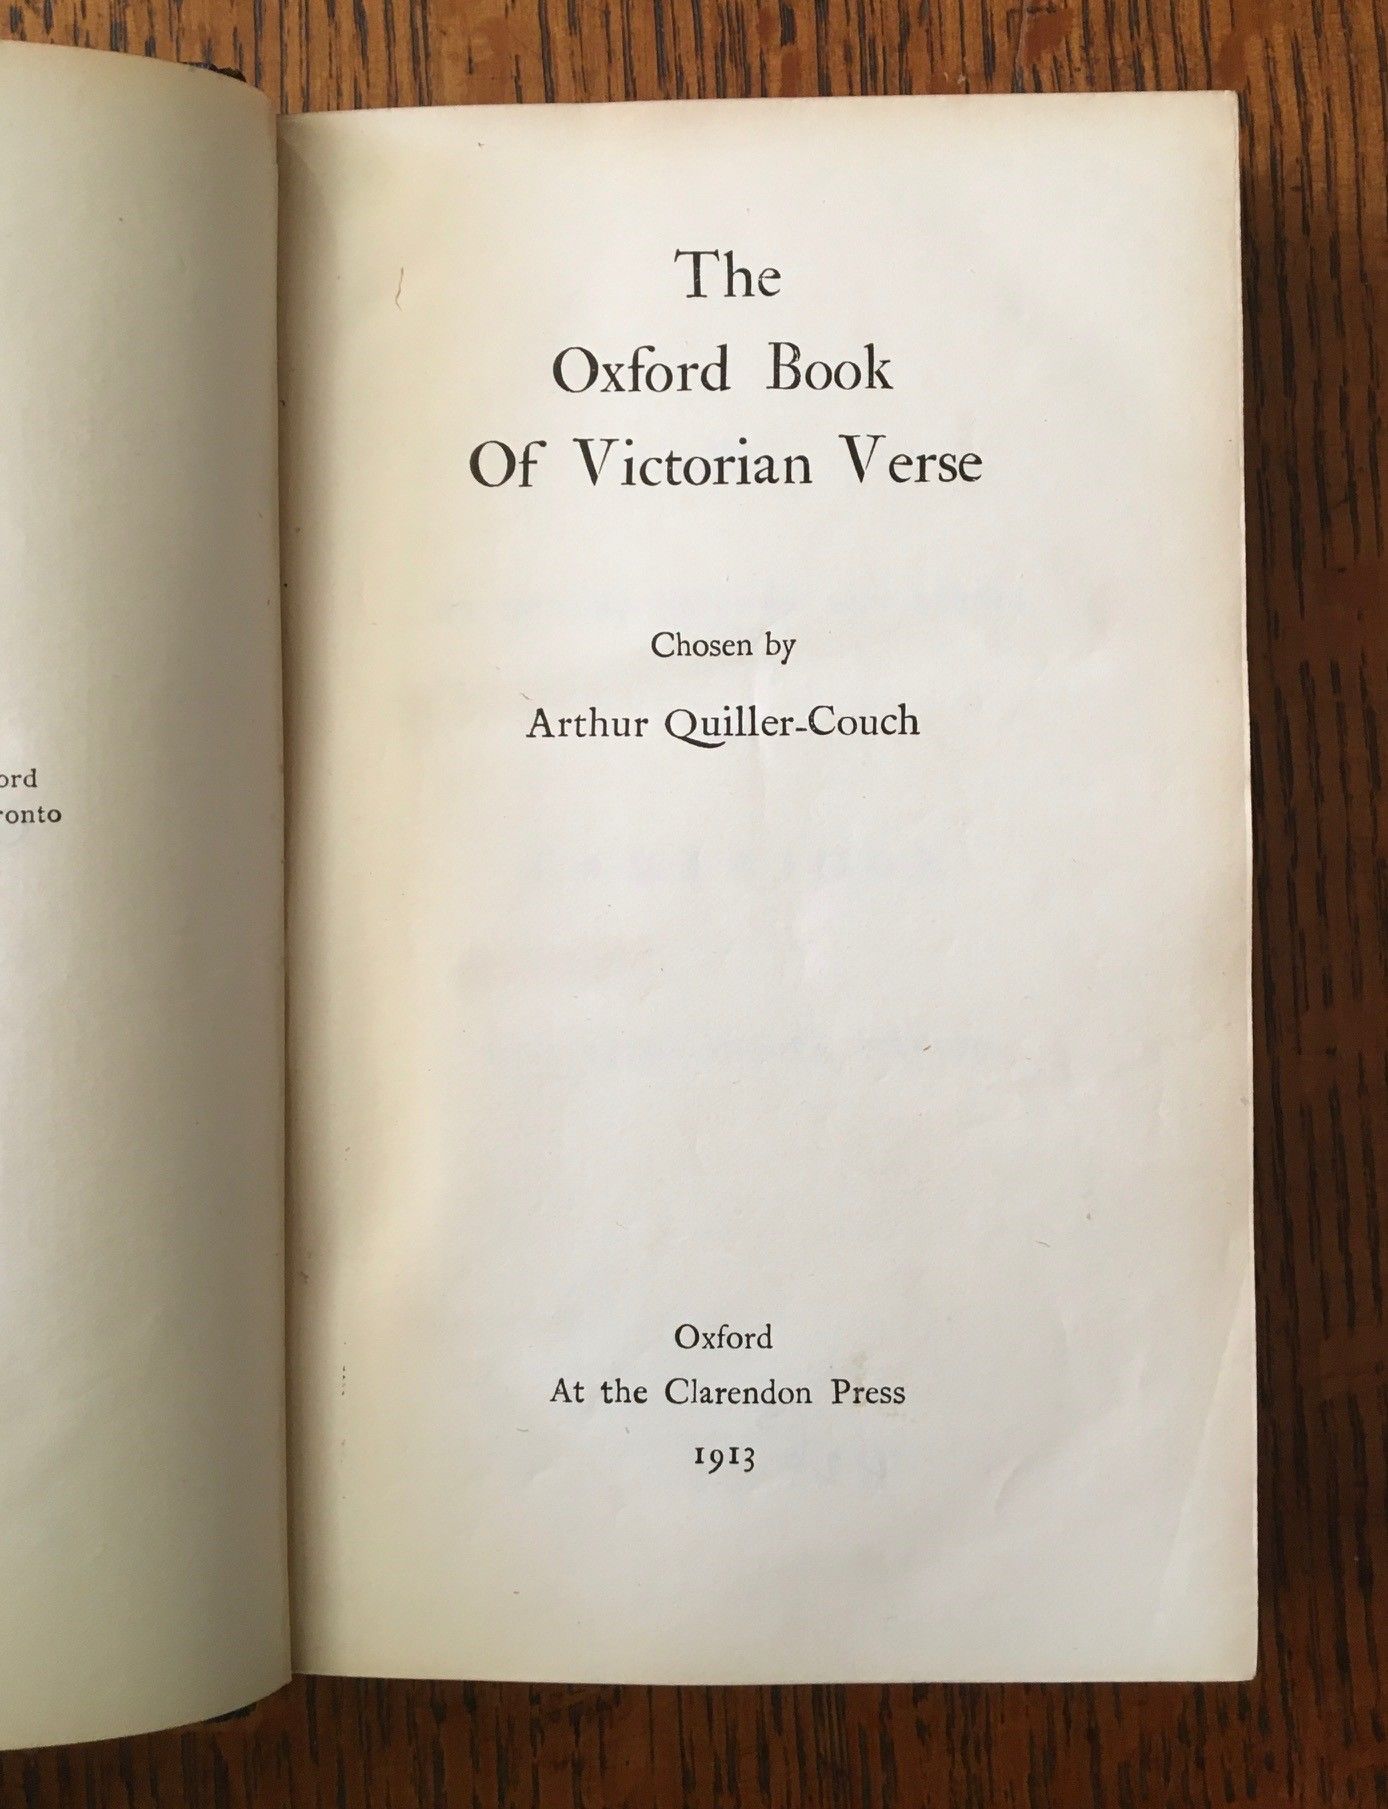 The
Oxford Book
Of Victorian Verse
Chosen by
Arthur Quiller-Couch
Oxford
At the Clarendon Press
1913